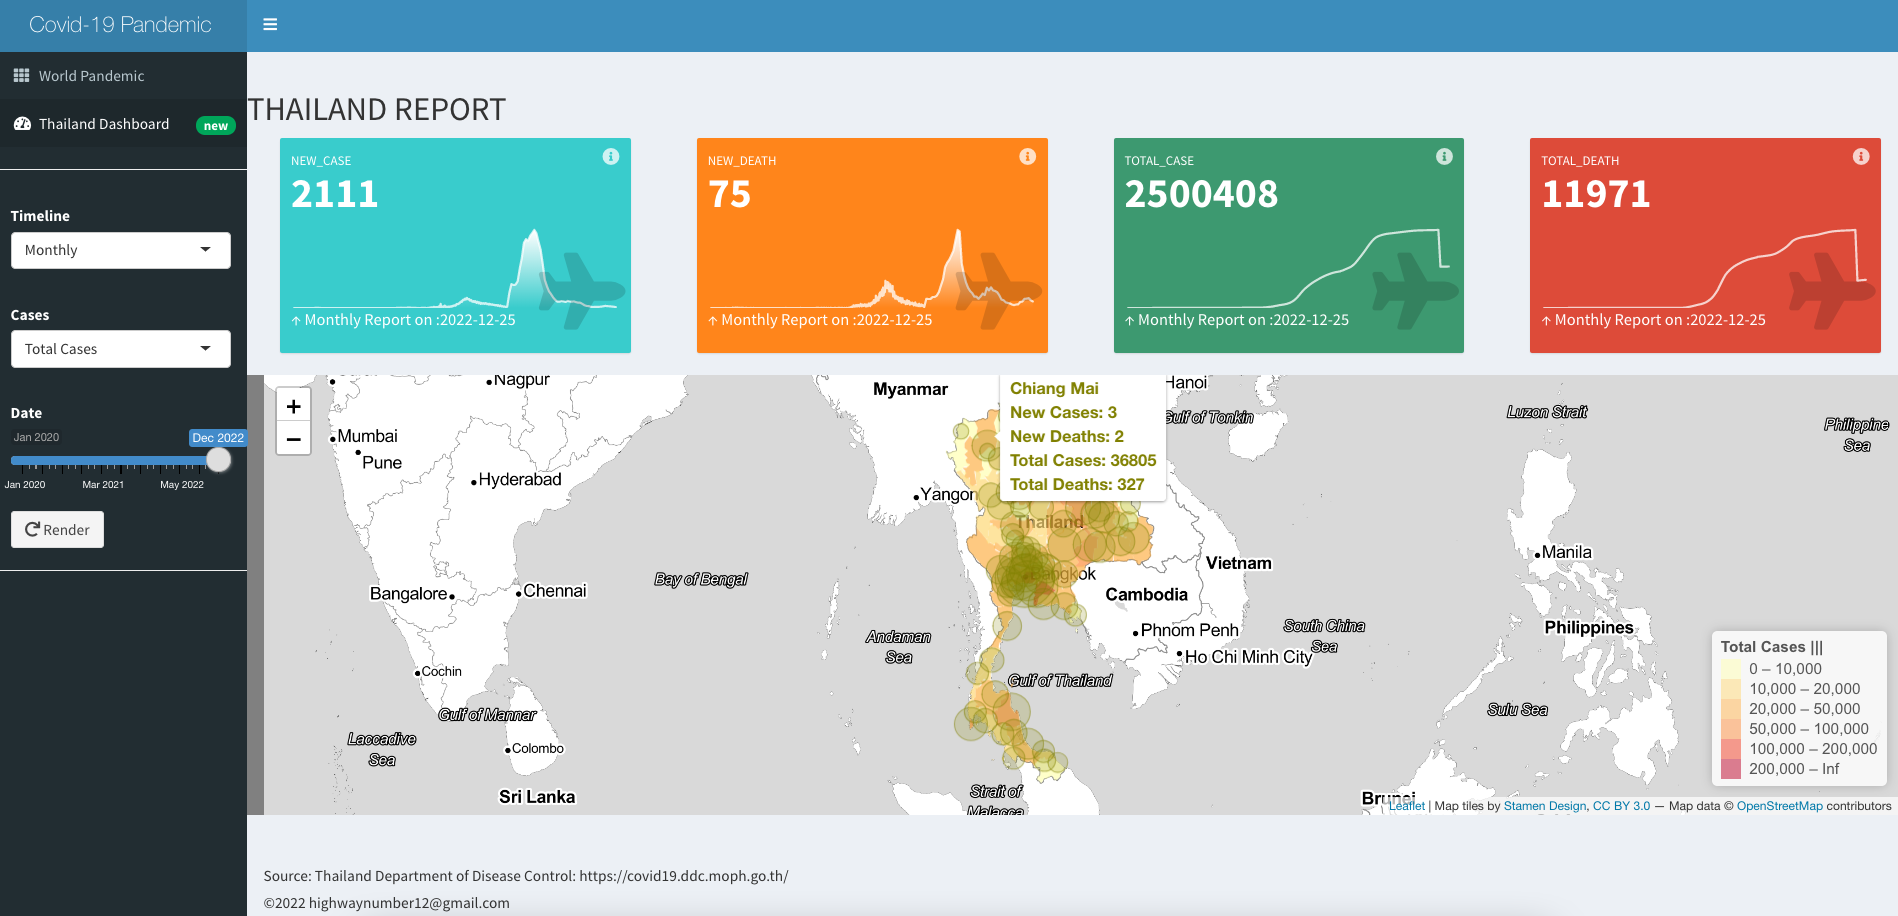 Covid-19 Pandemic
World Pandemic
Thailand Dashboard
new
Timeline
Monthly
Cases
Total Cases
Date
Jan 2020
Dec 2022
Jan 2020
Mar 2021
May 2022
Render
THAILAND REPORT
NEW_CASE
2111
↑ Monthly Report on :2022-12-25
NEW_DEATH
75
↑ Monthly Report on :2022-12-25
TOTAL_CASE
2500408
↑ Monthly Report on :2022-12-25
TOTAL_DEATH
11971
↑ Monthly Report on :2022-12-25
+
−
Nagpur
Mumbai
Pune
Hyderabad
Bangalore
Chennai
Cochin
Gulf of Mannar
Laccadive
Sea
Colombo
Sri Lanka
Bay of Bengal
Myanmar
Yangon
Andaman
Sea
Chiang Mai
New Cases: 3
New Deaths: 2
Total Cases: 36805
Total Deaths: 327
Hanoi
Gulf of Tonkin
Thailand
Bangkok
Vietnam
Cambodia
Phnom Penh
Ho Chi Minh City
Gulf of Thailand
Strait of
Malacca
South China
Sea
Luzon Strait
Philippine
Sea
Manila
Philippines
Sulu Sea
Brunei
Total Cases |||
0 – 10,000
10,000 – 20,000
20,000 – 50,000
50,000 – 100,000
100,000 – 200,000
200,000 – Inf
Leaflet | Map tiles by Stamen Design, CC BY 3.0 — Map data © OpenStreetMap contributors
Source: Thailand Department of Disease Control: https://covid19.ddc.moph.go.th/
©2022 highwaynumber12@gmail.com